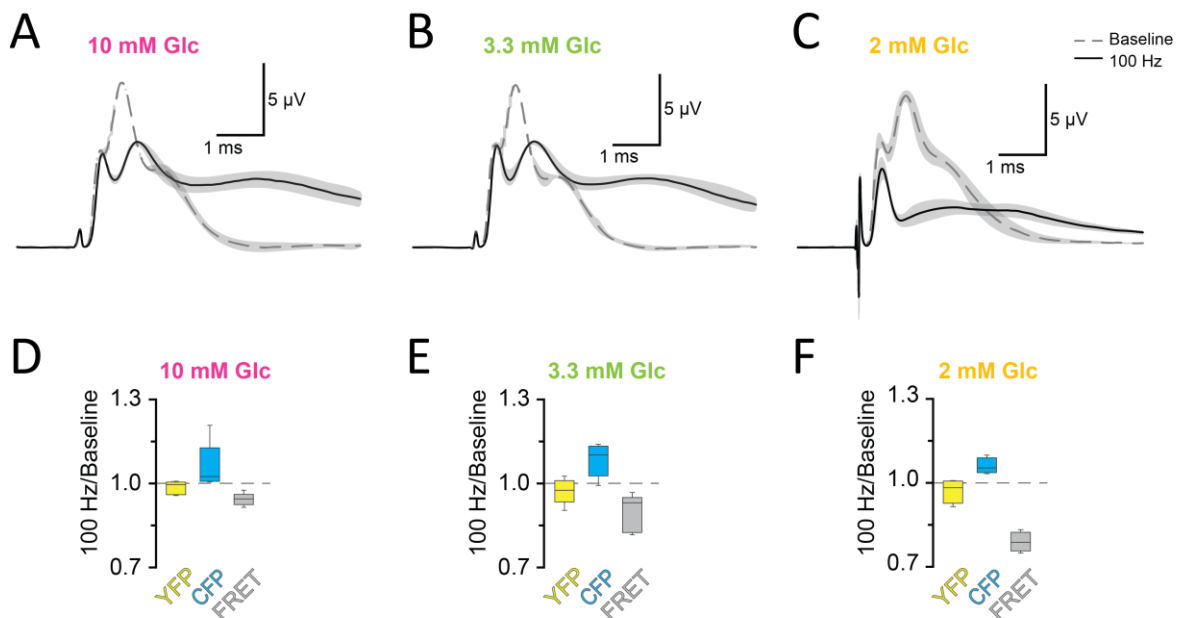 A
10 mM Glc
5 µV
1 ms
B
3.3 mM Glc
5 µV
1 ms
C
2 mM Glc
Baseline
100 Hz
5 µV
1 ms
D
10 mM Glc
100 Hz/Baseline
1.3
1.0
0.7
YFP
CFP
FRET
E
3.3 mM Glc
100 Hz/Baseline
1.3
1.0
0.7
YFP
CFP
FRET
F
2 mM Glc
100 Hz/Baseline
1.3
1.0
0.7
YFP
CFP
FRET